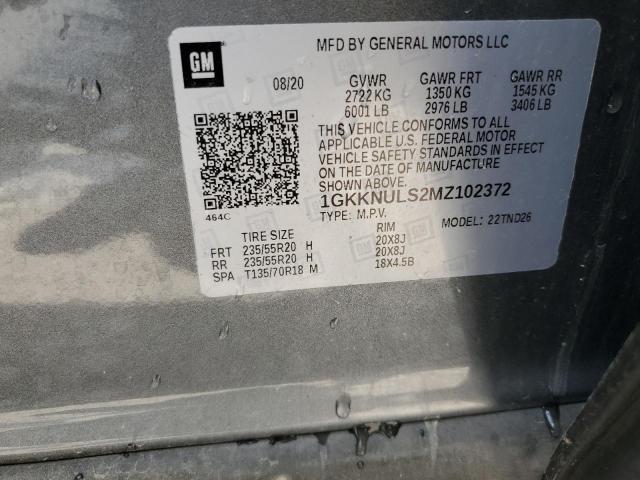 GM
MFD BY GENERAL MOTORS LLC
08/20 GVWR GAWR FRT GAWR RR
2722 KG 1350 KG 1545 KG
6001 LB 2976 LB 3406 LB
THIS VEHICLE CONFORMS TO ALL
APPLICABLE U.S. FEDERAL MOTOR
VEHICLE SAFETY STANDARDS IN EFFECT
ON THE DATE OF MANUFACTURE
SHOWN ABOVE.
1GKKNULS2MZ102372
464C TYPE: M.P.V. MODEL: 22TND26
TIRE SIZE RIM
FRT 235/55R20 H 20X8J
RR 235/55R20 H 20X8J
SPA T135/70R18 M 18X4.5B